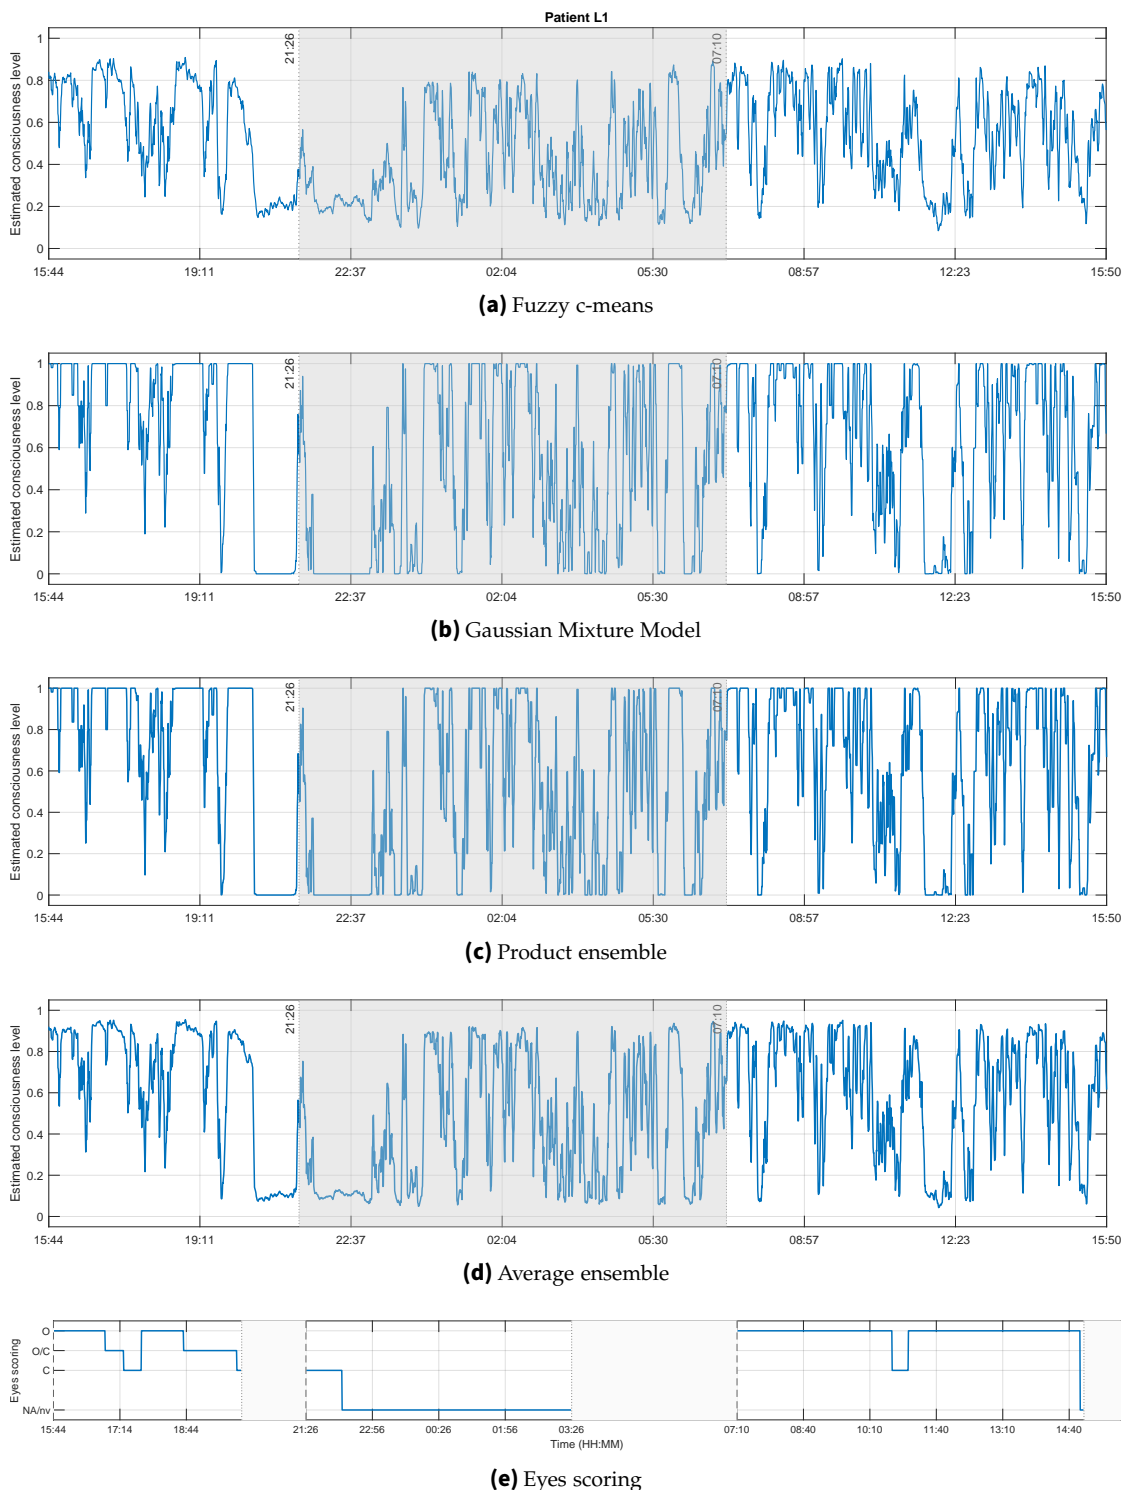 Patient L1
Estimated consciousness level
1
0.8
0.6
0.4
0.2
0
21:26
07:10
15:44 19:11 22:37 02:04 05:30 08:57 12:23 15:50
(a) Fuzzy c-means
Estimated consciousness level
1
0.8
0.6
0.4
0.2
0
21:26
07:10
15:44 19:11 22:37 02:04 05:30 08:57 12:23 15:50
(b) Gaussian Mixture Model
Estimated consciousness level
1
0.8
0.6
0.4
0.2
0
21:26
07:10
15:44 19:11 22:37 02:04 05:30 08:57 12:23 15:50
(c) Product ensemble
Estimated consciousness level
1
0.8
0.6
0.4
0.2
0
21:26
07:10
15:44 19:11 22:37 02:04 05:30 08:57 12:23 15:50
(d) Average ensemble
Eyes scoring
O
O/C
C
NA/nv
15:44 17:14 18:44 21:26 22:56 00:26 01:56 03:26 07:10 08:40 10:10 11:40 13:10 14:40
Time (HH:MM)
(e) Eyes scoring